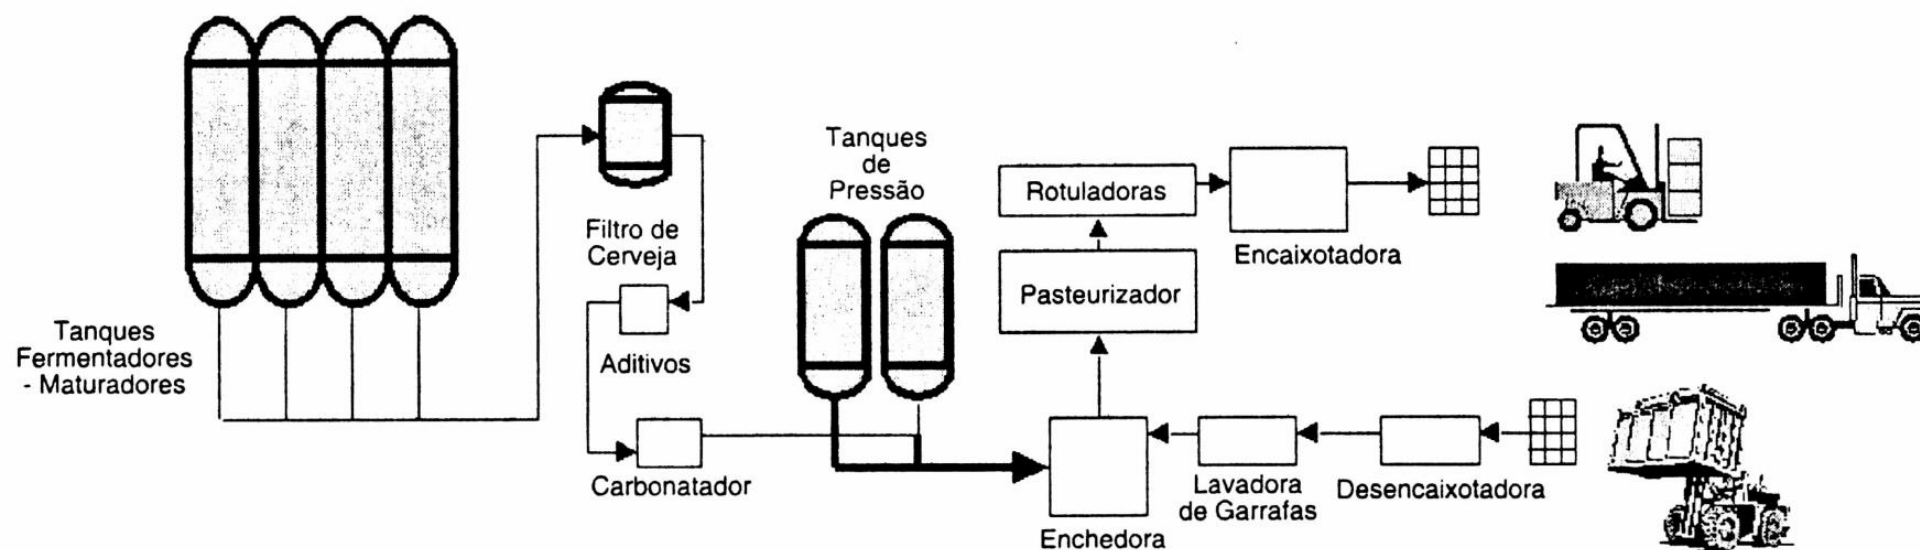 Tanques
Fermentadores
- Maturadores
Filtro de
Cerveja
Aditivos
Carbonatador
Tanques
de
Pressão
Rotuladoras
Encaixotadora
Pasteurizador
Enchedora
Lavadora
de Garrafas
Desencaixotadora